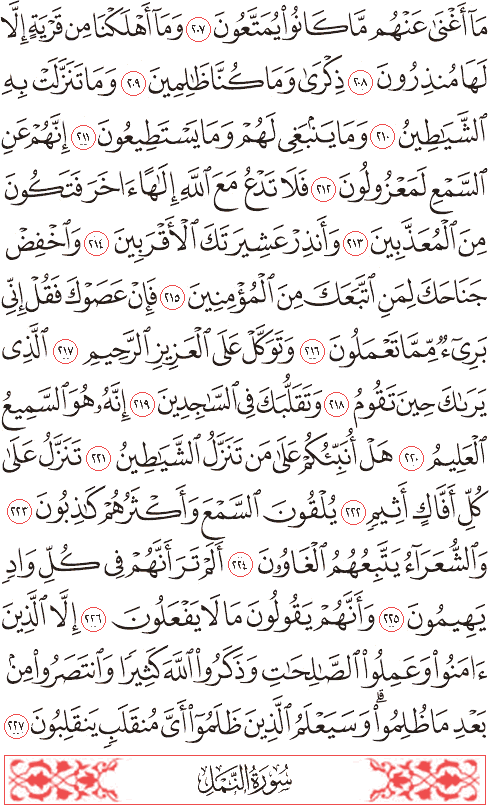 مَآ أَغۡنَىٰ عَنۡهُم مَّا كَانُواْ يُمَتَّعُونَ ٢٠٧ وَمَآ أَهۡلَكۡنَا مِن قَرۡيَةٍ إِلَّا
لَهَا مُنذِرُونَ ٢٠٨ ذِكۡرَىٰ وَمَا كُنَّا ظَٰلِمِينَ ٢٠٩ وَمَا تَنَزَّلَتۡ بِهِ
ٱلشَّيَٰطِينُ ٢١٠ وَمَا يَنۢبَغِي لَهُمۡ وَمَا يَسۡتَطِيعُونَ ٢١١ إِنَّهُمۡ عَنِ
ٱلسَّمۡعِ لَمَعۡزُولُونَ ٢١٢ فَلَا تَدۡعُ مَعَ ٱللَّهِ إِلَٰهًا ءَاخَرَ فَتَكُونَ
مِنَ ٱلۡمُعَذَّبِينَ ٢١٣ وَأَنذِرۡ عَشِيرَتَكَ ٱلۡأَقۡرَبِينَ ٢١٤ وَٱخۡفِضۡ
جَنَاحَكَ لِمَنِ ٱتَّبَعَكَ مِنَ ٱلۡمُؤۡمِنِينَ ٢١٥ فَإِنۡ عَصَوۡكَ فَقُلۡ إِنِّي
بَرِيٓءٞ مِّمَّا تَعۡمَلُونَ ٢١٦ وَتَوَكَّلۡ عَلَى ٱلۡعَزِيزِ ٱلرَّحِيمِ ٢١٧ ٱلَّذِي
يَرَىٰكَ حِينَ تَقُومُ ٢١٨ وَتَقَلُّبَكَ فِي ٱلسَّٰجِدِينَ ٢١٩ إِنَّهُۥ هُوَ ٱلسَّمِيعُ
ٱلۡعَلِيمُ ٢٢٠ هَلۡ أُنَبِّئُكُمۡ عَلَىٰ مَن تَنَزَّلُ ٱلشَّيَٰطِينُ ٢٢١ تَنَزَّلُ عَلَىٰ
كُلِّ أَفَّاكٍ أَثِيمٖ ٢٢٢ يُلۡقُونَ ٱلسَّمۡعَ وَأَكۡثَرُهُمۡ كَٰذِبُونَ ٢٢٣
وَٱلشُّعَرَآءُ يَتَّبِعُهُمُ ٱلۡغَاوُۥنَ ٢٢٤ أَلَمۡ تَرَ أَنَّهُمۡ فِي كُلِّ وَادٖ
يَهِيمُونَ ٢٢٥ وَأَنَّهُمۡ يَقُولُونَ مَا لَا يَفۡعَلُونَ ٢٢٦ إِلَّا ٱلَّذِينَ
ءَامَنُواْ وَعَمِلُواْ ٱلصَّٰلِحَٰتِ وَذَكَرُواْ ٱللَّهَ كَثِيرٗا وَٱنتَصَرُواْ مِنۢ
بَعۡدِ مَا ظُلِمُواْۗ وَسَيَعۡلَمُ ٱلَّذِينَ ظَلَمُوٓاْ أَيَّ مُنقَلَبٖ يَنقَلِبُونَ ٢٢٧
سُورَةُ النَّمۡلِ